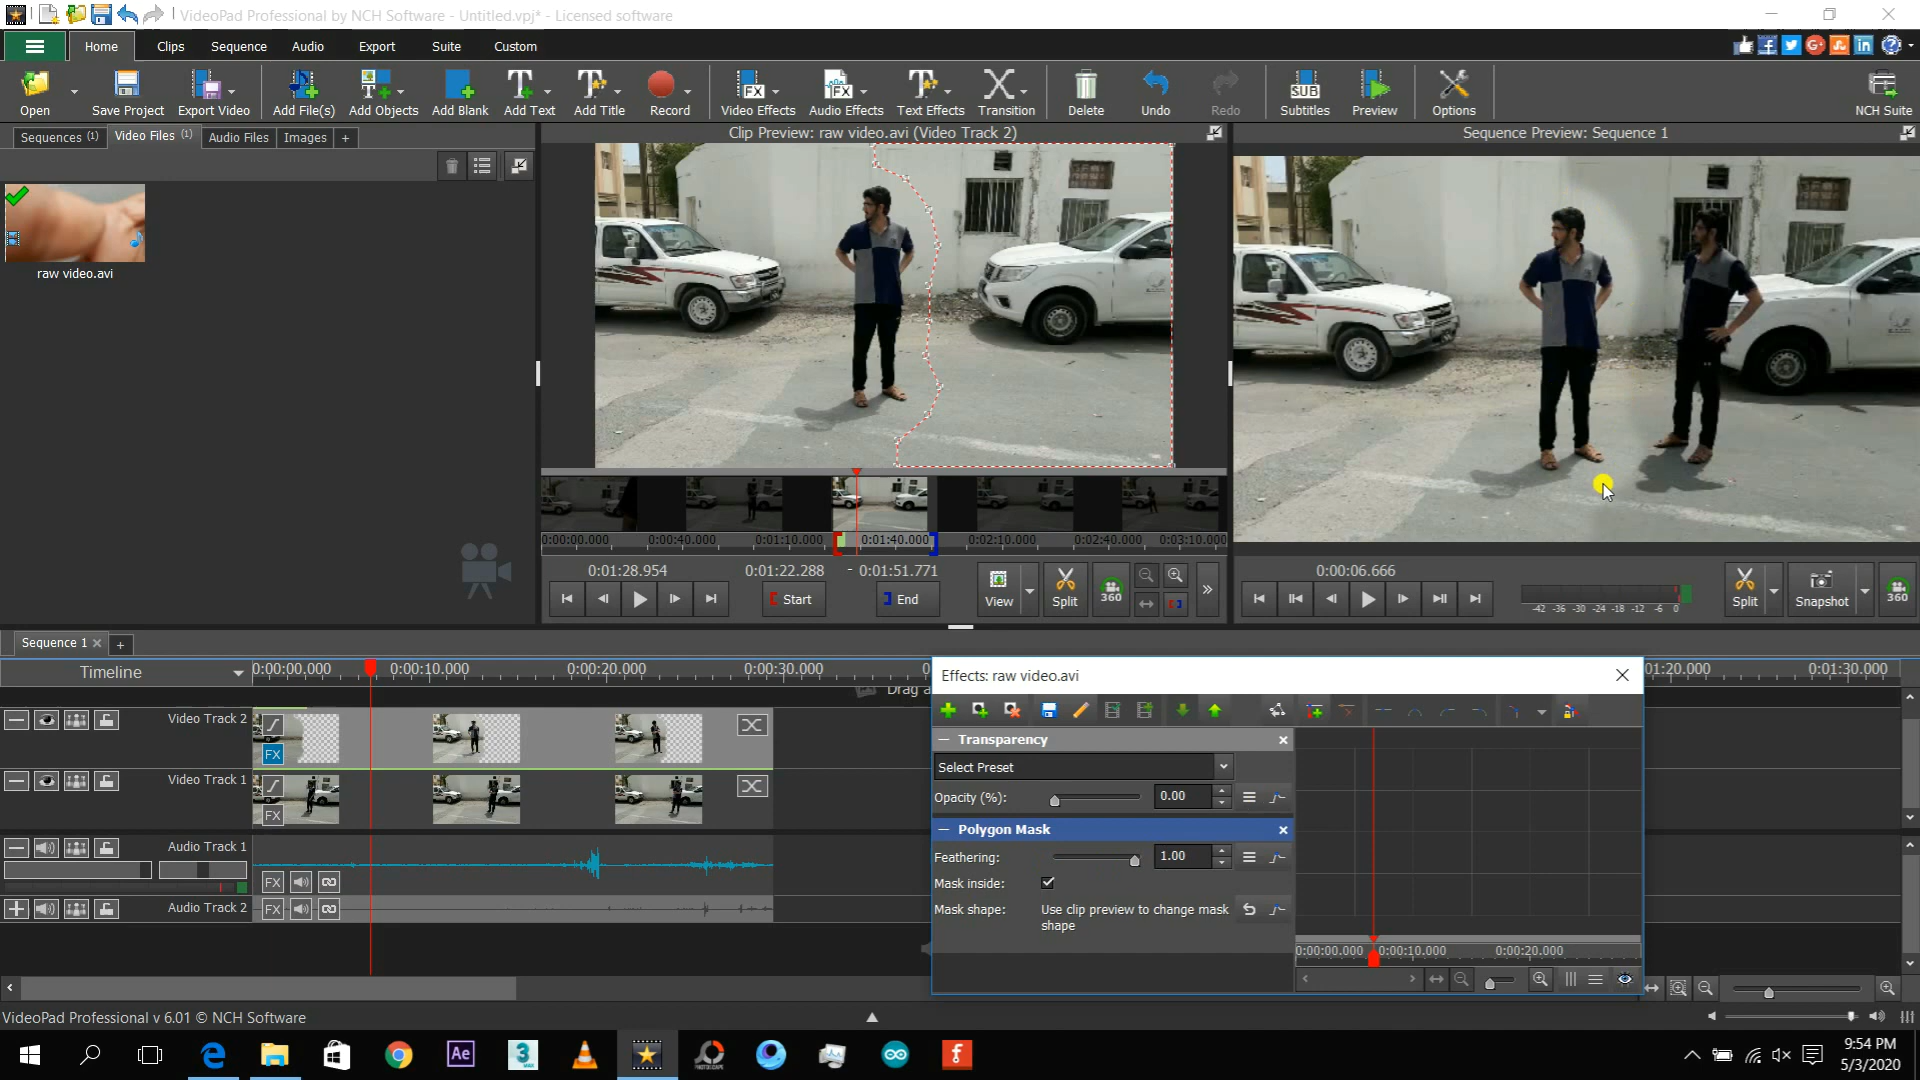 VideoPad Professional by NCH Software - Untitled.vpj* - Licensed software
Home Clips Sequence Audio Export Suite Custom
Open Save Project Export Video Add File(s) Add Objects Add Blank Add Text Add Title Record Video Effects Audio Effects Text Effects Transition Delete Undo Redo Subtitles Preview Options NCH Suite
Sequences (1) Video Files (1) Audio Files Images +
Clip Preview: raw video.avi (Video Track 2)
Sequence Preview: Sequence 1
raw video.avi
0:00:00.000 0:00:40.000 0:01:10.000 0:01:40.000 0:02:10.000 0:02:40.000 0:03:10.000
0:01:28.954 0:01:22.288 - 0:01:51.771
Start End View Split 360
0:00:06.666
-42 -36 -30 -24 -18 -12 -6 0
Split Snapshot 360
Sequence 1
Timeline 0:00:00.000 0:00:10.000 0:00:20.000 0:00:30.000 01:20.000 0:01:30.000
Drag a
Video Track 2
FX
Video Track 1
FX
Audio Track 1
FX
Audio Track 2
FX
Effects: raw video.avi
Transparency
Select Preset
Opacity (%): 0.00
Polygon Mask
Feathering: 1.00
Mask inside:
Mask shape: Use clip preview to change mask
shape
0:00:00.000 0:00:10.000 0:00:20.000
VideoPad Professional v 6.01 © NCH Software
Ae 3
9:54 PM
5/3/2020